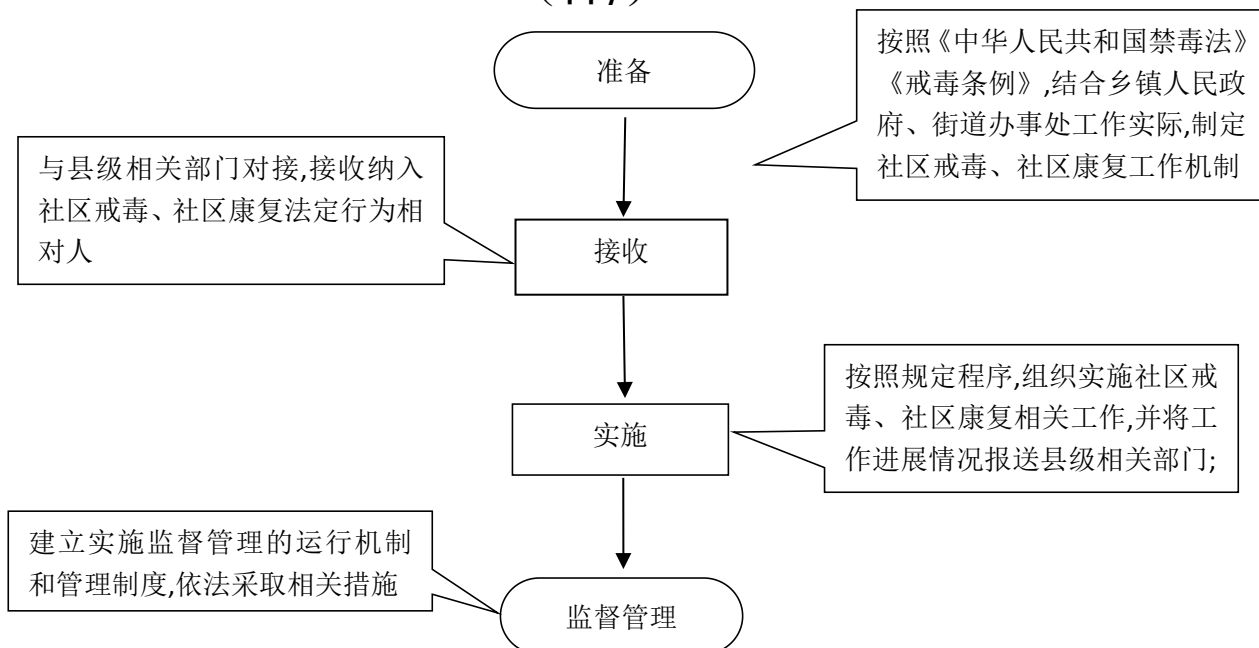 准备
按照《中华人民共和国禁毒法》
《戒毒条例》,结合乡镇人民政
府、街道办事处工作实际,制定
社区戒毒、社区康复工作机制
与县级相关部门对接,接收纳入
社区戒毒、社区康复法定行为相
对人
接收
按照规定程序,组织实施社区戒
毒、社区康复相关工作,并将工
作进展情况报送县级相关部门;
实施
建立实施监督管理的运行机制
和管理制度,依法采取相关措施
监督管理